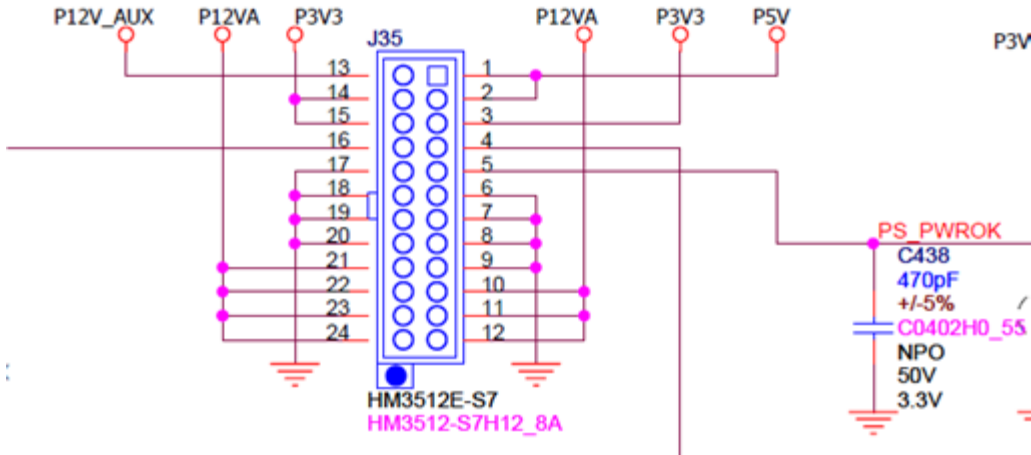 P12V_AUX P12VA P3V3 P12VA P3V3 P5V
J35
13 1
14 2
15 3
16 4
17 5
18 6
19 7
20 8
21 9
22 10
23 11
24 12
HM3512E-S7
HM3512-S7H12_8A
PS_PWROK
C438
470pF
+/-5%
C0402H0_55
NPO
50V
3.3V